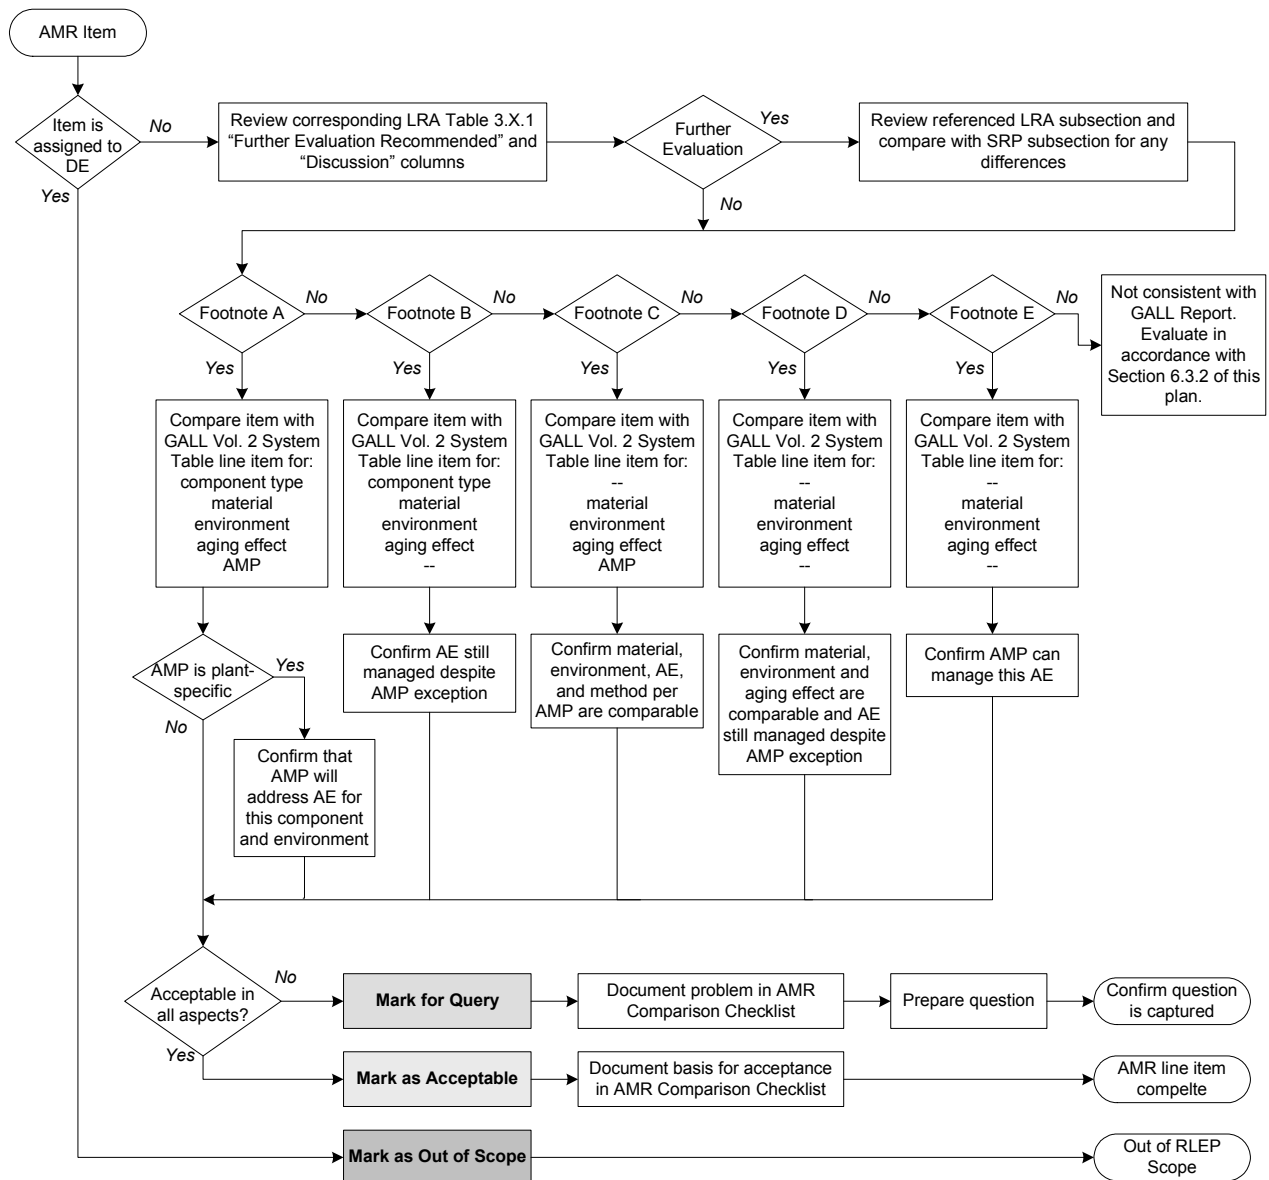 AMR Item
Item is
assigned to
DE
No
Yes
Review corresponding LRA Table 3.X.1
“Further Evaluation Recommended” and
“Discussion” columns
Further
Evaluation
Yes
No
Review referenced LRA subsection and
compare with SRP subsection for any
differences
Footnote A
No
Yes
Footnote B
No
Yes
Footnote C
No
Yes
Footnote D
No
Yes
Footnote E
No
Yes
Not consistent with
GALL Report.
Evaluate in
accordance with
Section 6.3.2 of this
plan.
Compare item with
GALL Vol. 2 System
Table line item for:
component type
material
environment
aging effect
AMP
Compare item with
GALL Vol. 2 System
Table line item for:
component type
material
environment
aging effect
--
Compare item with
GALL Vol. 2 System
Table line item for:
--
material
environment
aging effect
AMP
Compare item with
GALL Vol. 2 System
Table line item for:
--
material
environment
aging effect
--
Compare item with
GALL Vol. 2 System
Table line item for:
--
material
environment
aging effect
--
AMP is plant-
specific
Yes
No
Confirm that
AMP will
address AE for
this component
and environment
Confirm AE still
managed despite
AMP exception
Confirm material,
environment, AE,
and method per
AMP are comparable
Confirm material,
environment and
aging effect are
comparable and AE
still managed despite
AMP exception
Confirm AMP can
manage this AE
Acceptable in
all aspects?
No
Yes
Mark for Query
Document problem in AMR
Comparison Checklist
Prepare question
Confirm question
is captured
Mark as Acceptable
Document basis for acceptance
in AMR Comparison Checklist
AMR line item
compelte
Mark as Out of Scope
Out of RLEP
Scope